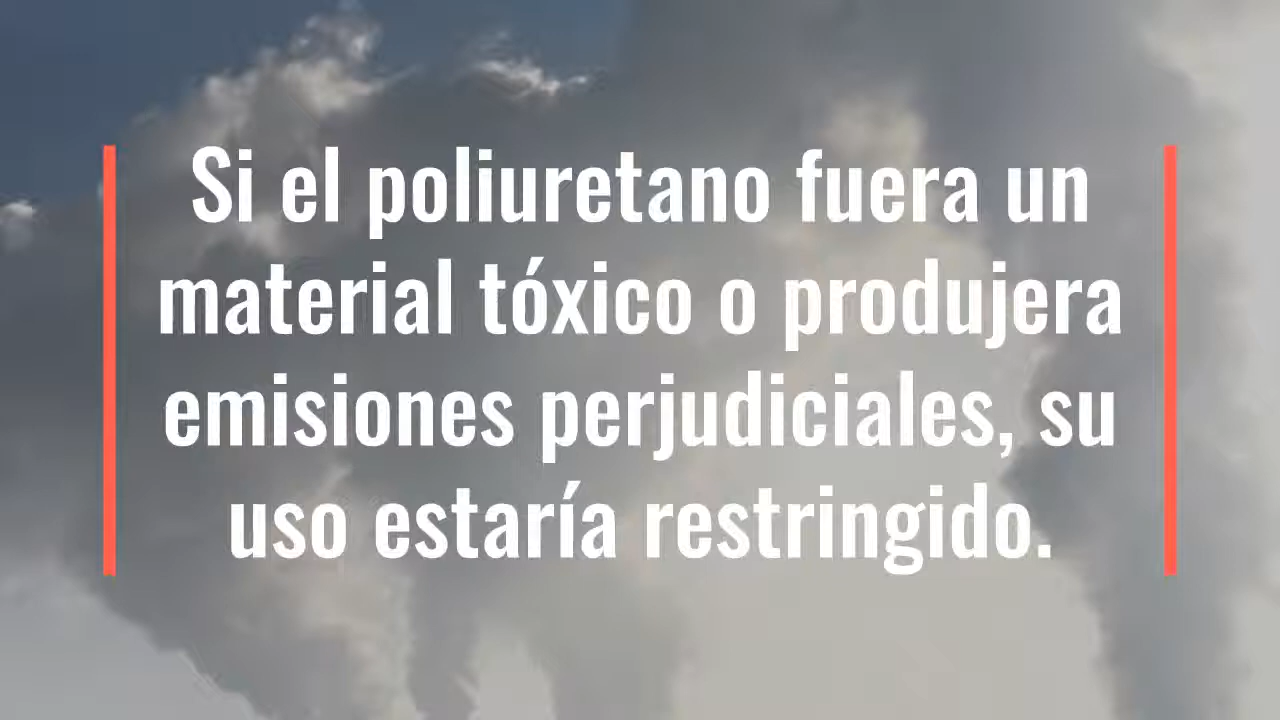 Si el poliuretano fuera un
material tóxico o produjera
emisiones perjudiciales, su
uso estaría restringido.